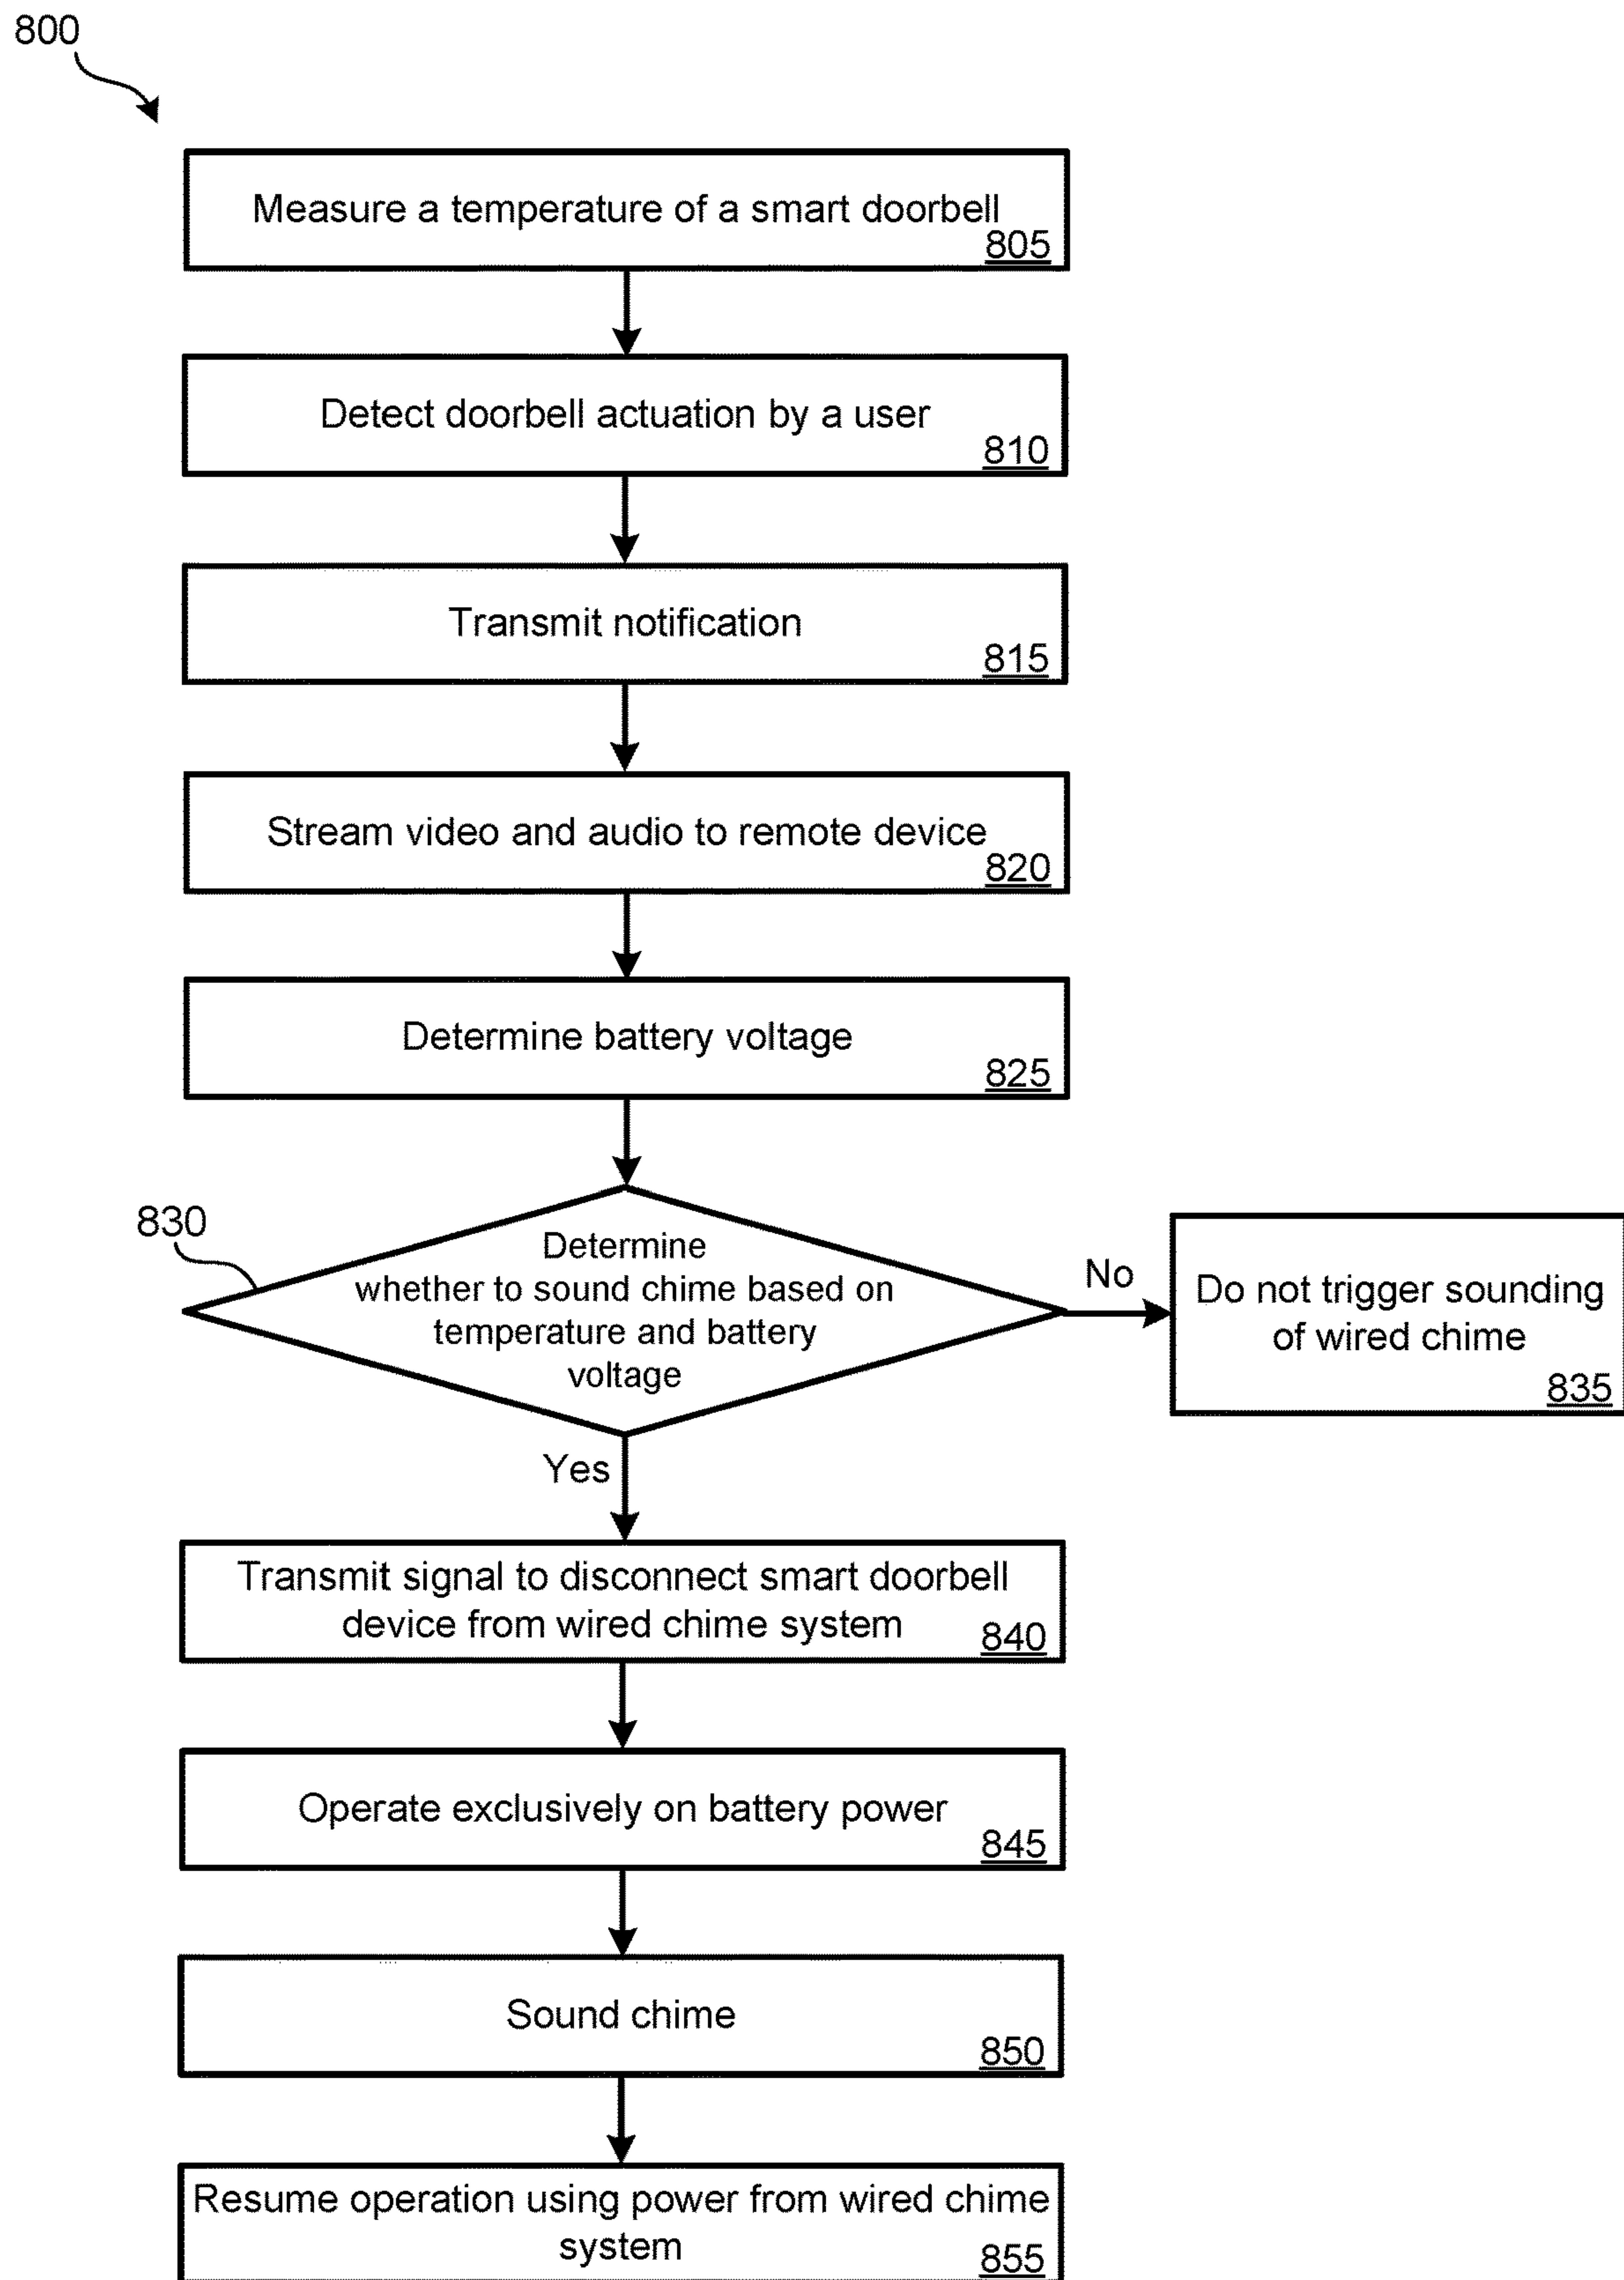 800
Measure a temperature of a smart doorbell
805
Detect doorbell actuation by a user
810
Transmit notification
815
Stream video and audio to remote device
820
Determine battery voltage
825
830
Determine
whether to sound chime based on
temperature and battery
voltage
No
Do not trigger sounding
of wired chime
835
Yes
Transmit signal to disconnect smart doorbell
device from wired chime system
840
Operate exclusively on battery power
845
Sound chime
850
Resume operation using power from wired chime
system
855